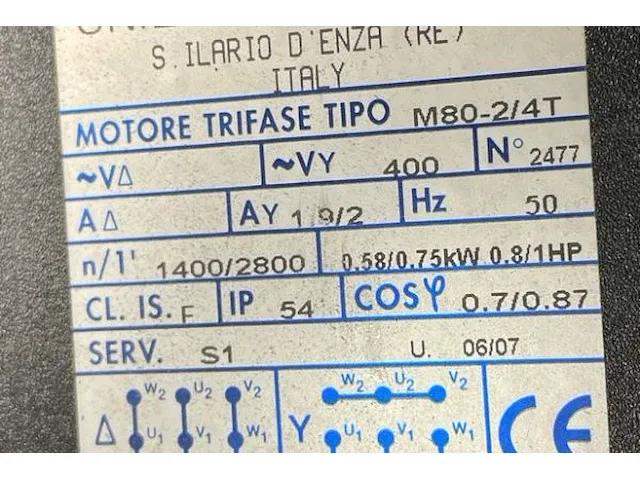 S.ILARIO D'ENZA (RE)
ITALY
MOTORE TRIFASE TIPO M80-2/4T
~V∆ ~VY 400 N° 2477
A∆ AY 1 9/2 Hz 50
n/1' 1400/2800 0.58/0.75kW 0.8/1HP
CL. IS. F IP 54 COSφ 0.7/0.87
SERV. S1 U. 06/07
W2 U2 V2 W2 U2 V2
∆ U1 V1 W1 Y U1 V1 W1 CE